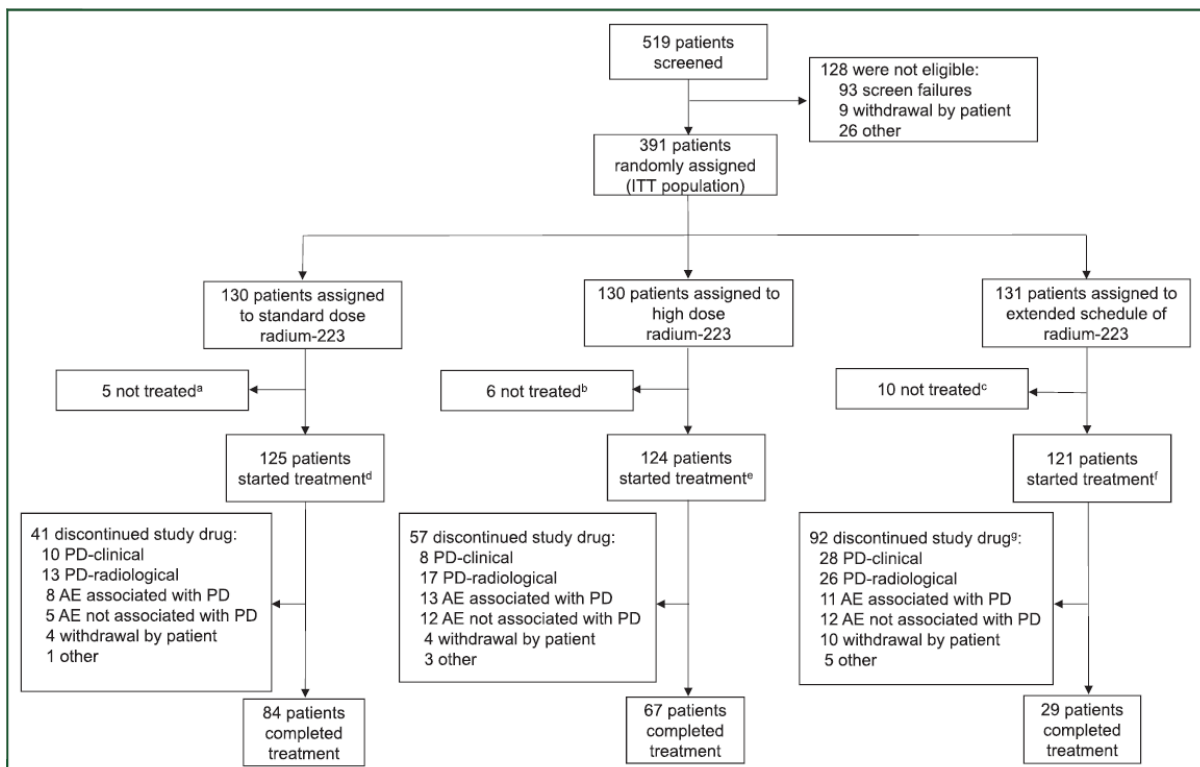 519 patients
screened
128 were not eligible:
93 screen failures
9 withdrawal by patient
26 other
391 patients
randomly assigned
(ITT population)
130 patients assigned
to standard dose
radium-223
130 patients assigned to
high dose
radium-223
131 patients assigned to
extended schedule of
radium-223
5 not treatedᵃ
6 not treatedᵇ
10 not treatedᶜ
125 patients
started treatmentᵈ
124 patients
started treatmentᵉ
121 patients
started treatmentᶠ
41 discontinued study drug:
10 PD-clinical
13 PD-radiological
8 AE associated with PD
5 AE not associated with PD
4 withdrawal by patient
1 other
57 discontinued study drug:
8 PD-clinical
17 PD-radiological
13 AE associated with PD
12 AE not associated with PD
4 withdrawal by patient
3 other
92 discontinued study drugᵍ:
28 PD-clinical
26 PD-radiological
11 AE associated with PD
12 AE not associated with PD
10 withdrawal by patient
5 other
84 patients
completed
treatment
67 patients
completed
treatment
29 patients
completed
treatment